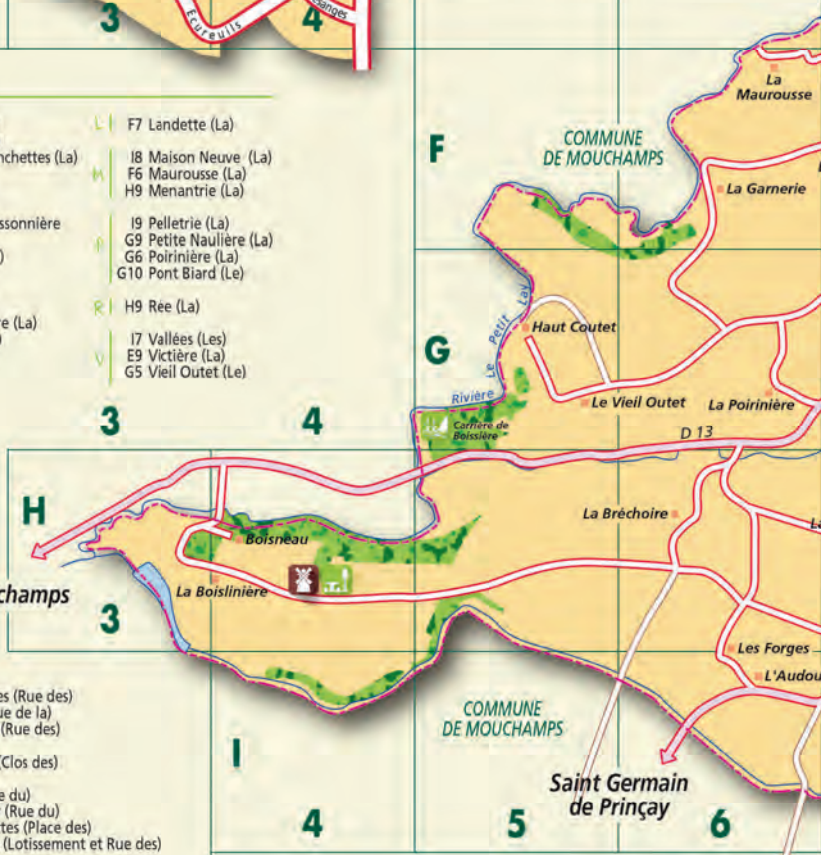 3
4
Ecureuils
F7 Landette (La)
nchettes (La)
I8 Maison Neuve (La)
F6 Maurousse (La)
H9 Menantrie (La)
ssonnière
I9 Pelletrie (La)
G9 Petite Naulière (La)
)
G6 Poirinière (La)
G10 Pont Biard (Le)
R
H9 Rée (La)
e (La)
)
V
I7 Vallées (Les)
E9 Victière (La)
G5 Vieil Outet (Le)
F
COMMUNE
DE MOUCHAMPS
La
Maurousse
La Garnerie
G
Rivière Le Petit Lay
Haut Coutet
Le Vieil Outet
La Poirinière
Carrière de
Boissière
D 13
3
4
H
La Bréchoire
Boisneau
La Boislinière
champs
3
Les Forges
L'Audou
COMMUNE
DE MOUCHAMPS
Saint Germain
de Prinçay
I
4
5
6
es (Rue des)
ue de la)
(Rue des)
(Clos des)
e du)
(Rue du)
tes (Place des)
(Lotissement et Rue des)